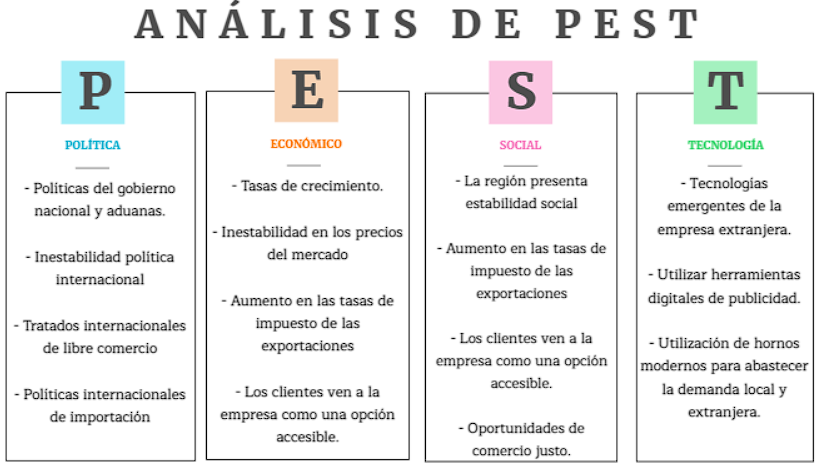 ANÁLISIS DE PEST
P
POLÍTICA
- Políticas del gobierno
nacional y aduanas.
- Inestabilidad política
internacional
- Tratados internacionales
de libre comercio
- Políticas internacionales
de importación
E
ECONÓMICO
- Tasas de crecimiento.
- Inestabilidad en los precios
del mercado
- Aumento en las tasas de
impuesto de las
exportaciones
- Los clientes ven a la
empresa como una opción
accesible.
S
SOCIAL
- La región presenta
estabilidad social
- Aumento en las tasas de
impuesto de las
exportaciones
- Los clientes ven a la
empresa como una opción
accesible.
- Oportunidades de
comercio justo.
T
TECNOLOGÍA
- Tecnologías
emergentes de la
empresa extranjera.
- Utilizar herramientas
digitales de publicidad.
- Utilización de hornos
modernos para abastecer
la demanda local y
extranjera.